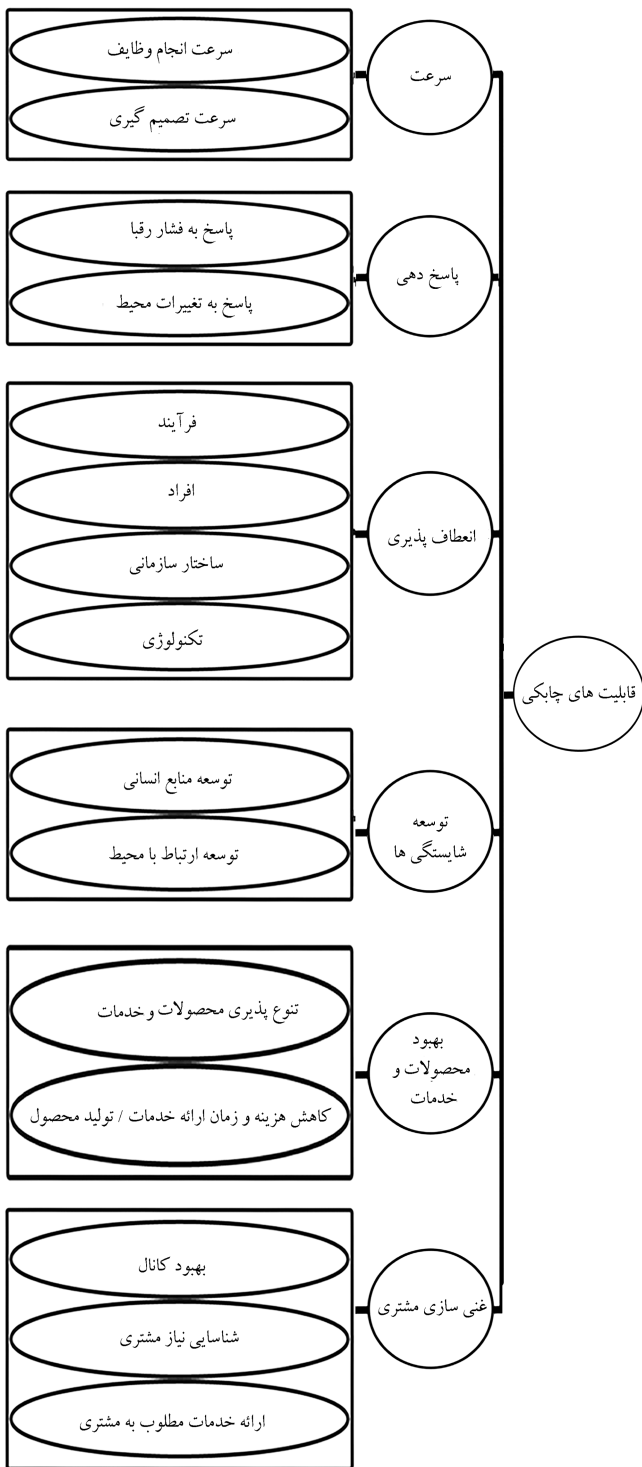 قابلیت های چابکی
سرعت
سرعت انجام وظایف
سرعت تصمیم گیری
پاسخ دهی
پاسخ به فشار رقبا
پاسخ به تغییرات محیط
انعطاف پذیری
فرآیند
افراد
ساختار سازمانی
تکنولوژی
توسعه
شایستگی ها
توسعه منابع انسانی
توسعه ارتباط با محیط
بهبود
محصولات و
خدمات
تنوع پذیری محصولات و خدمات
کاهش هزینه و زمان ارائه خدمات / تولید محصول
غنی سازی مشتری
بهبود کانال
شناسایی نیاز مشتری
ارائه خدمات مطلوب به مشتری